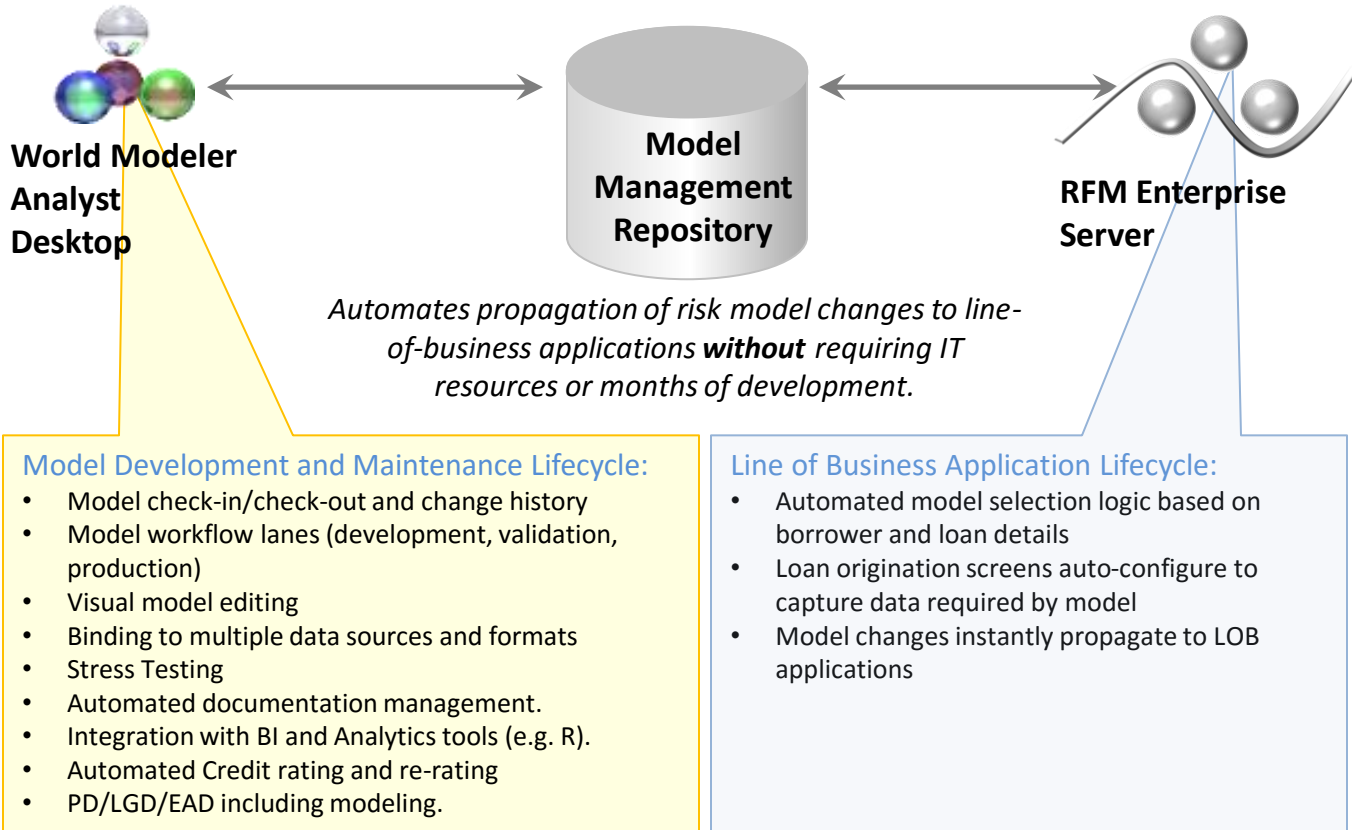 World Modeler
Analyst
Desktop
Model
Management
Repository
RFM Enterprise
Server
Automates propagation of risk model changes to line-
of-business applications without requiring IT
resources or months of development.
Model Development and Maintenance Lifecycle:
• Model check-in/check-out and change history
• Model workflow lanes (development, validation,
production)
• Visual model editing
• Binding to multiple data sources and formats
• Stress Testing
• Automated documentation management.
• Integration with BI and Analytics tools (e.g. R).
• Automated Credit rating and re-rating
• PD/LGD/EAD including modeling.
Line of Business Application Lifecycle:
• Automated model selection logic based on
borrower and loan details
• Loan origination screens auto-configure to
capture data required by model
• Model changes instantly propagate to LOB
applications